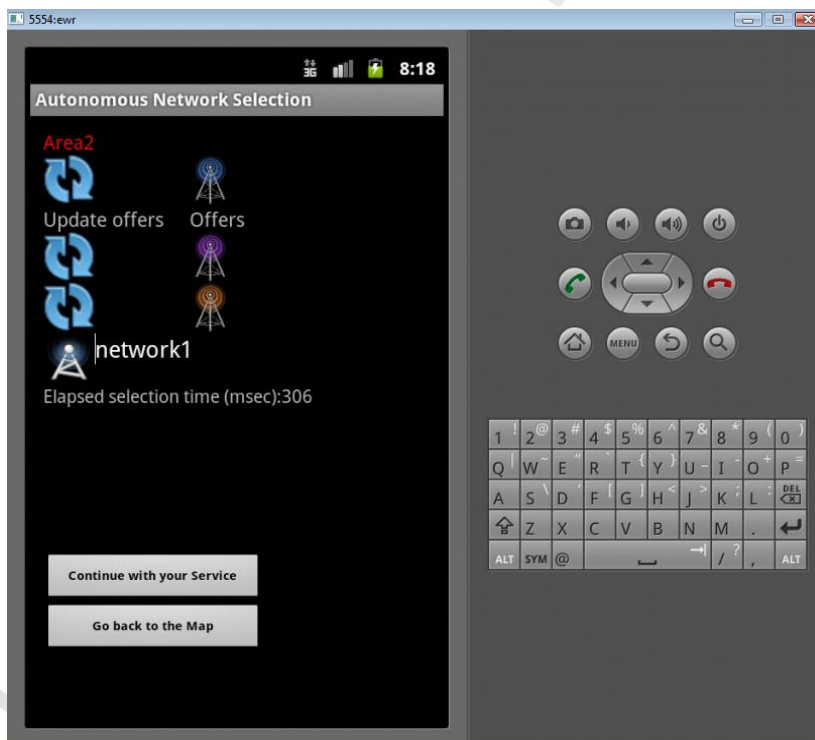 5554:ewr
3G 8:18
Autonomous Network Selection
Area2
Update offers Offers
network1
Elapsed selection time (msec):306
Continue with your Service
Go back to the Map
MENU
1 ! 2 @ 3 # 4 $ 5 % 6 ^ 7 & 8 * 9 ( 0 )
Q | W ~ E " R ` T { Y } U - I - O + P =
A S \ D ' F [ G ] H < J > K ; L : DEL
Z X C V B N M .
ALT SYM @ / ? , ALT